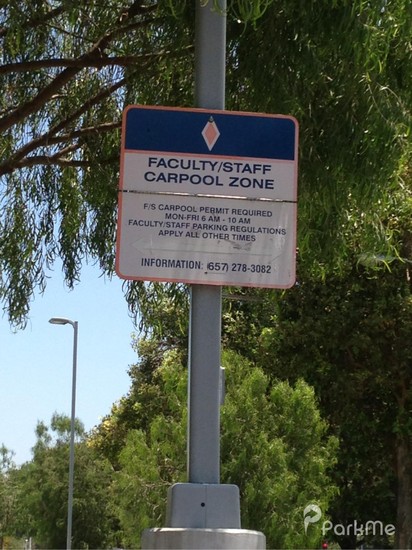 FACULTY/STAFF
CARPOOL ZONE
F/S CARPOOL PERMIT REQUIRED
MON-FRI 6 AM - 10 AM
FACULTY/STAFF PARKING REGULATIONS
APPLY ALL OTHER TIMES
INFORMATION: (657) 278-3082
ParkMe